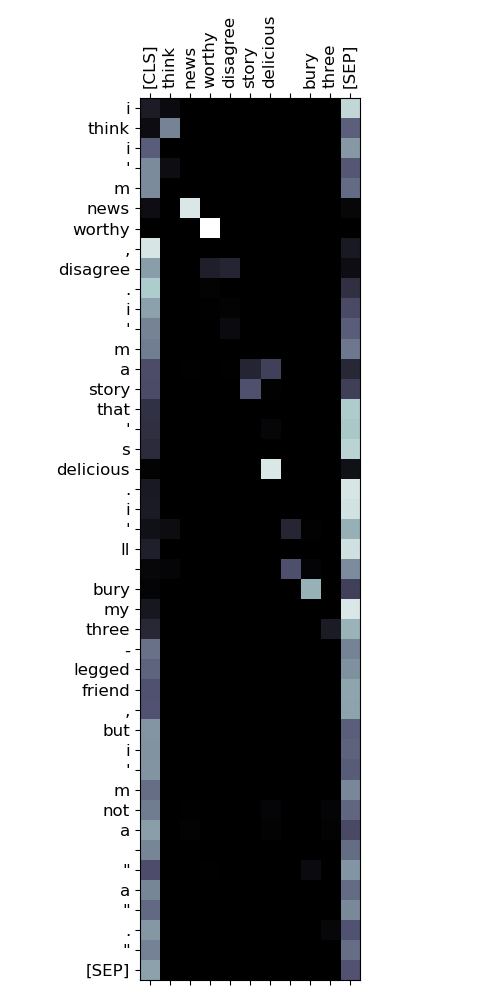 [CLS]
think
news
worthy
disagree
story
delicious
bury
three
[SEP]
i
think
i
'
m
news
worthy
,
disagree
.
i
'
m
a
story
that
'
s
delicious
.
i
'
ll
bury
my
three
-
legged
friend
,
but
i
'
m
not
a
"
a
"
.
"
[SEP]